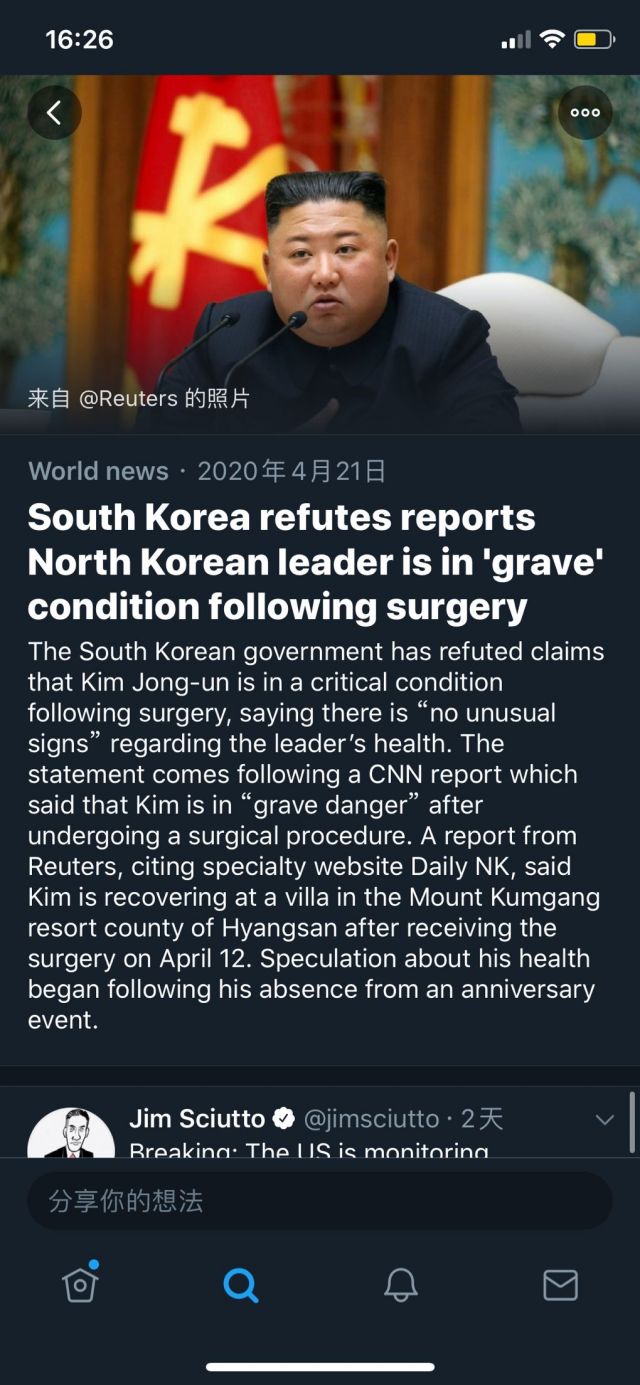 16:26
来自 @Reuters 的照片
World news · 2020年4月21日
South Korea refutes reports
North Korean leader is in 'grave'
condition following surgery
The South Korean government has refuted claims
that Kim Jong-un is in a critical condition
following surgery, saying there is “no unusual
signs” regarding the leader’s health. The
statement comes following a CNN report which
said that Kim is in “grave danger” after
undergoing a surgical procedure. A report from
Reuters, citing specialty website Daily NK, said
Kim is recovering at a villa in the Mount Kumgang
resort county of Hyangsan after receiving the
surgery on April 12. Speculation about his health
began following his absence from an anniversary
event.
Jim Sciutto @jimsciutto · 2天
Breaking: The US is monitoring
分享你的想法